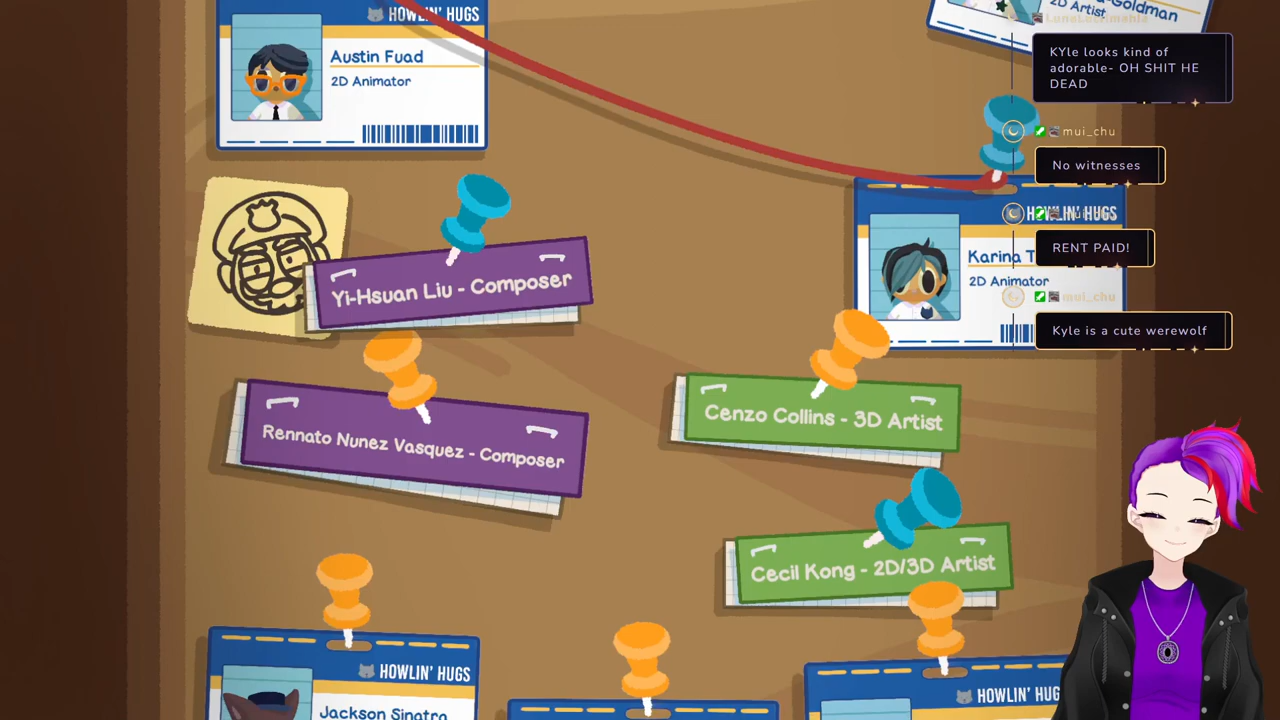 HOWLIN' HUGS
Austin Fuad
2D Animator
-Goldman
2D Artist
LunaLacrimahla
KYle looks kind of
adorable- OH SHIT HE
DEAD
mui_chu
No witnesses
HOWLIN' HUGS
Karina T
2D Animator
RENT PAID!
mui_chu
Kyle is a cute werewolf
Yi-Hsuan Liu - Composer
Rennato Nunez Vasquez - Composer
Cenzo Collins - 3D Artist
Cecil Kong - 2D/3D Artist
HOWLIN' HUGS
Jackson Sinatra
HOWLIN' HUG